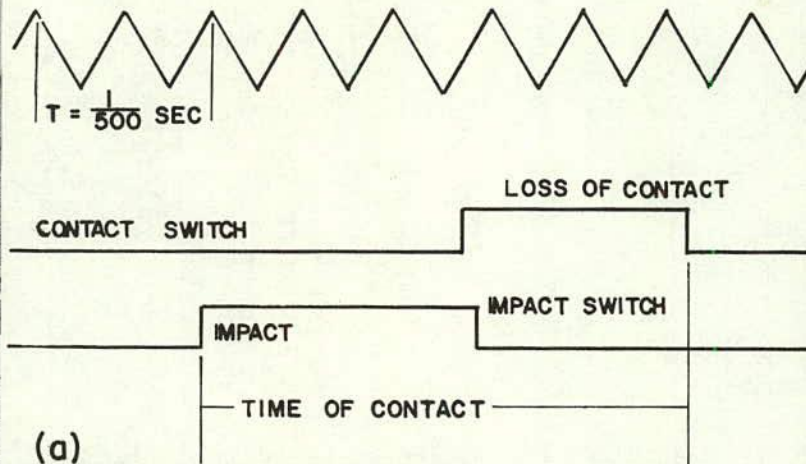 T = 1/500 SEC
LOSS OF CONTACT
CONTACT SWITCH
IMPACT SWITCH
IMPACT
TIME OF CONTACT
(a)